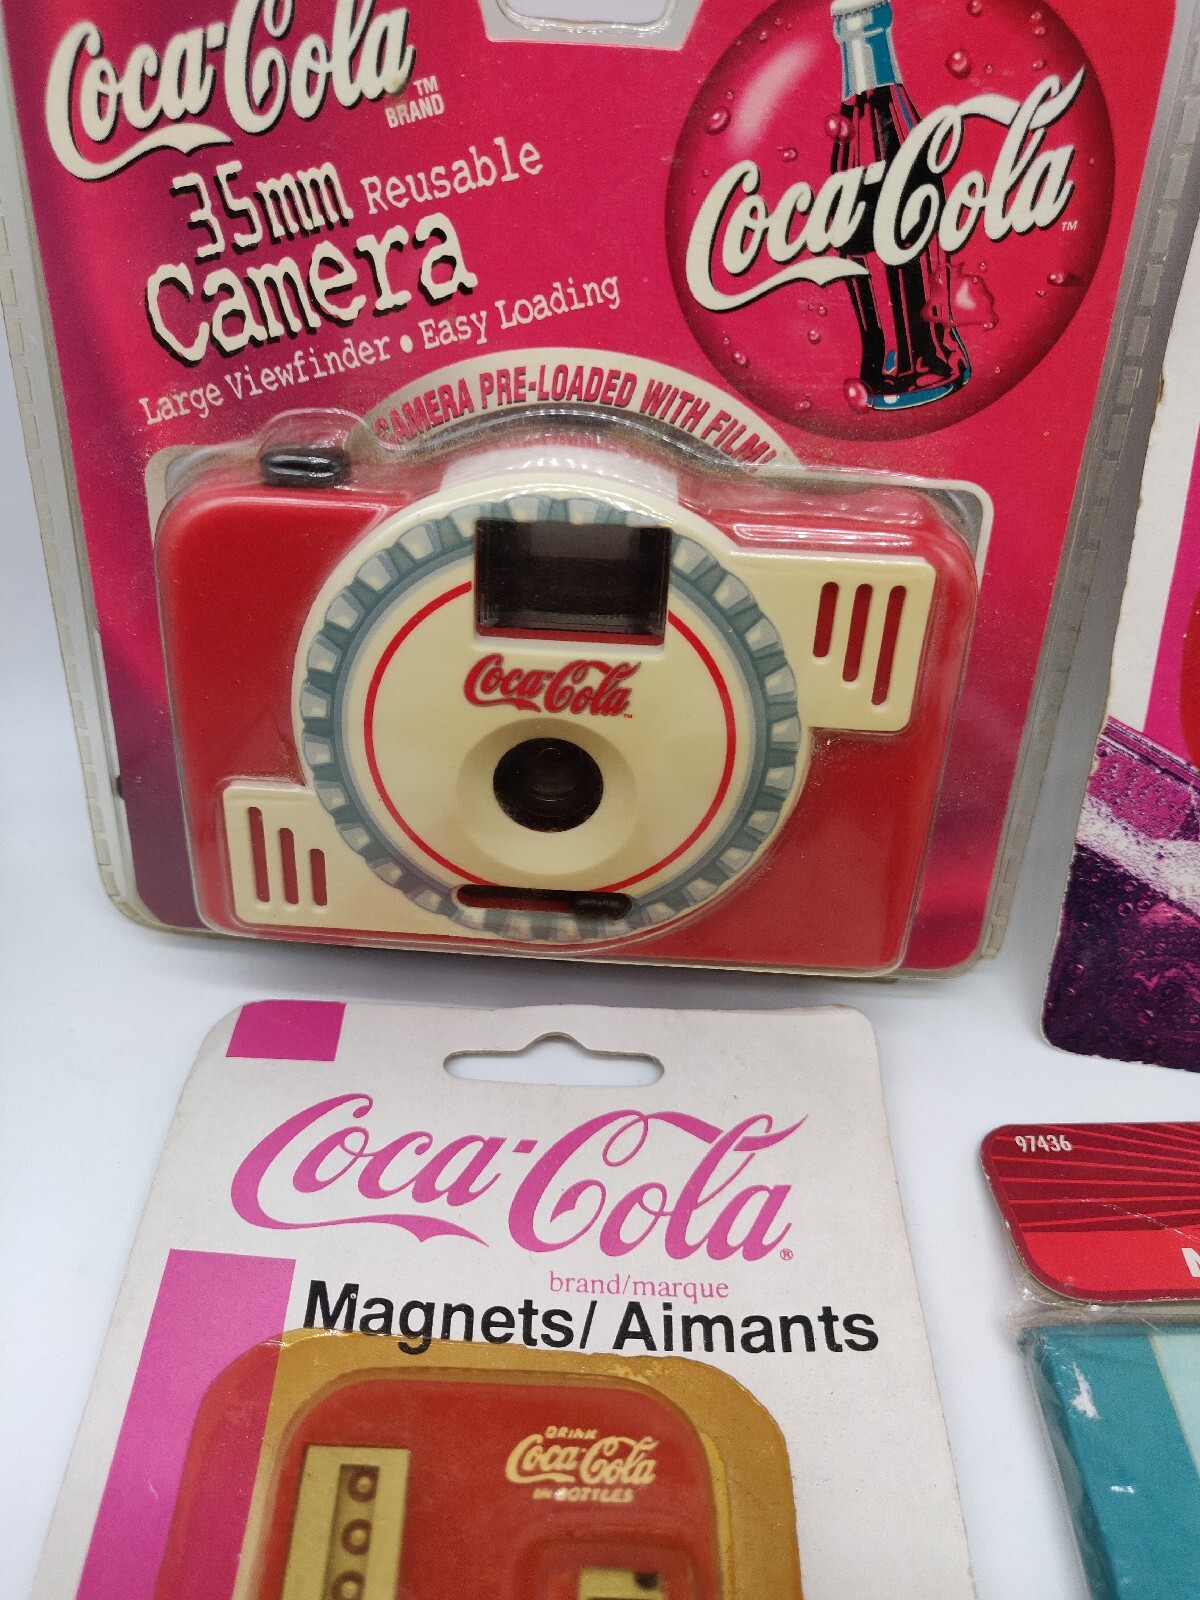 Coca-Cola
TM
BRAND
35mm Reusable
Camera
Large Viewfinder • Easy Loading
CAMERA PRE-LOADED WITH FILM!
Coca-Cola
TM
Coca-Cola
TM
Coca-Cola
®
brand/marque
Magnets/ Aimants
DRINK
Coca-Cola
IN BOTTLES
97436